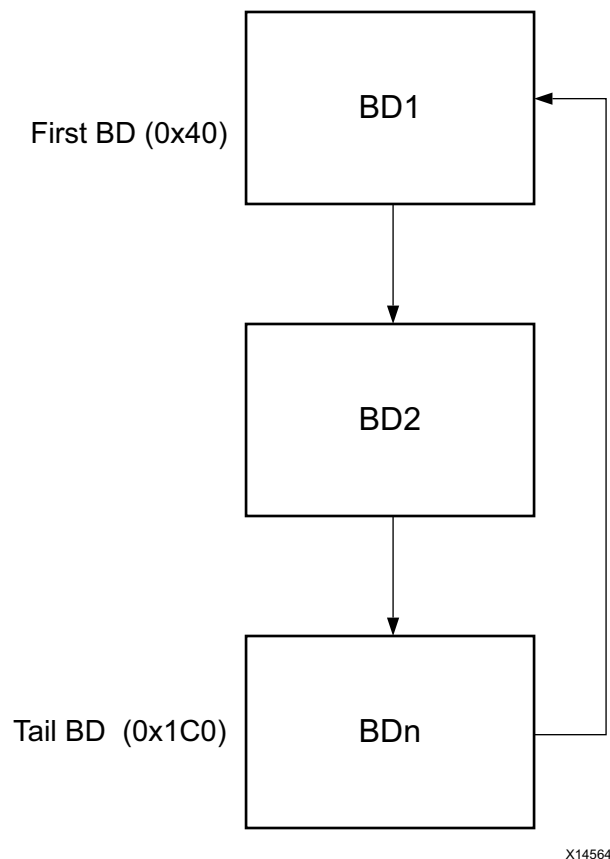 BD1
First BD (0x40)
BD2
BDn
Tail BD (0x1C0)
X14564